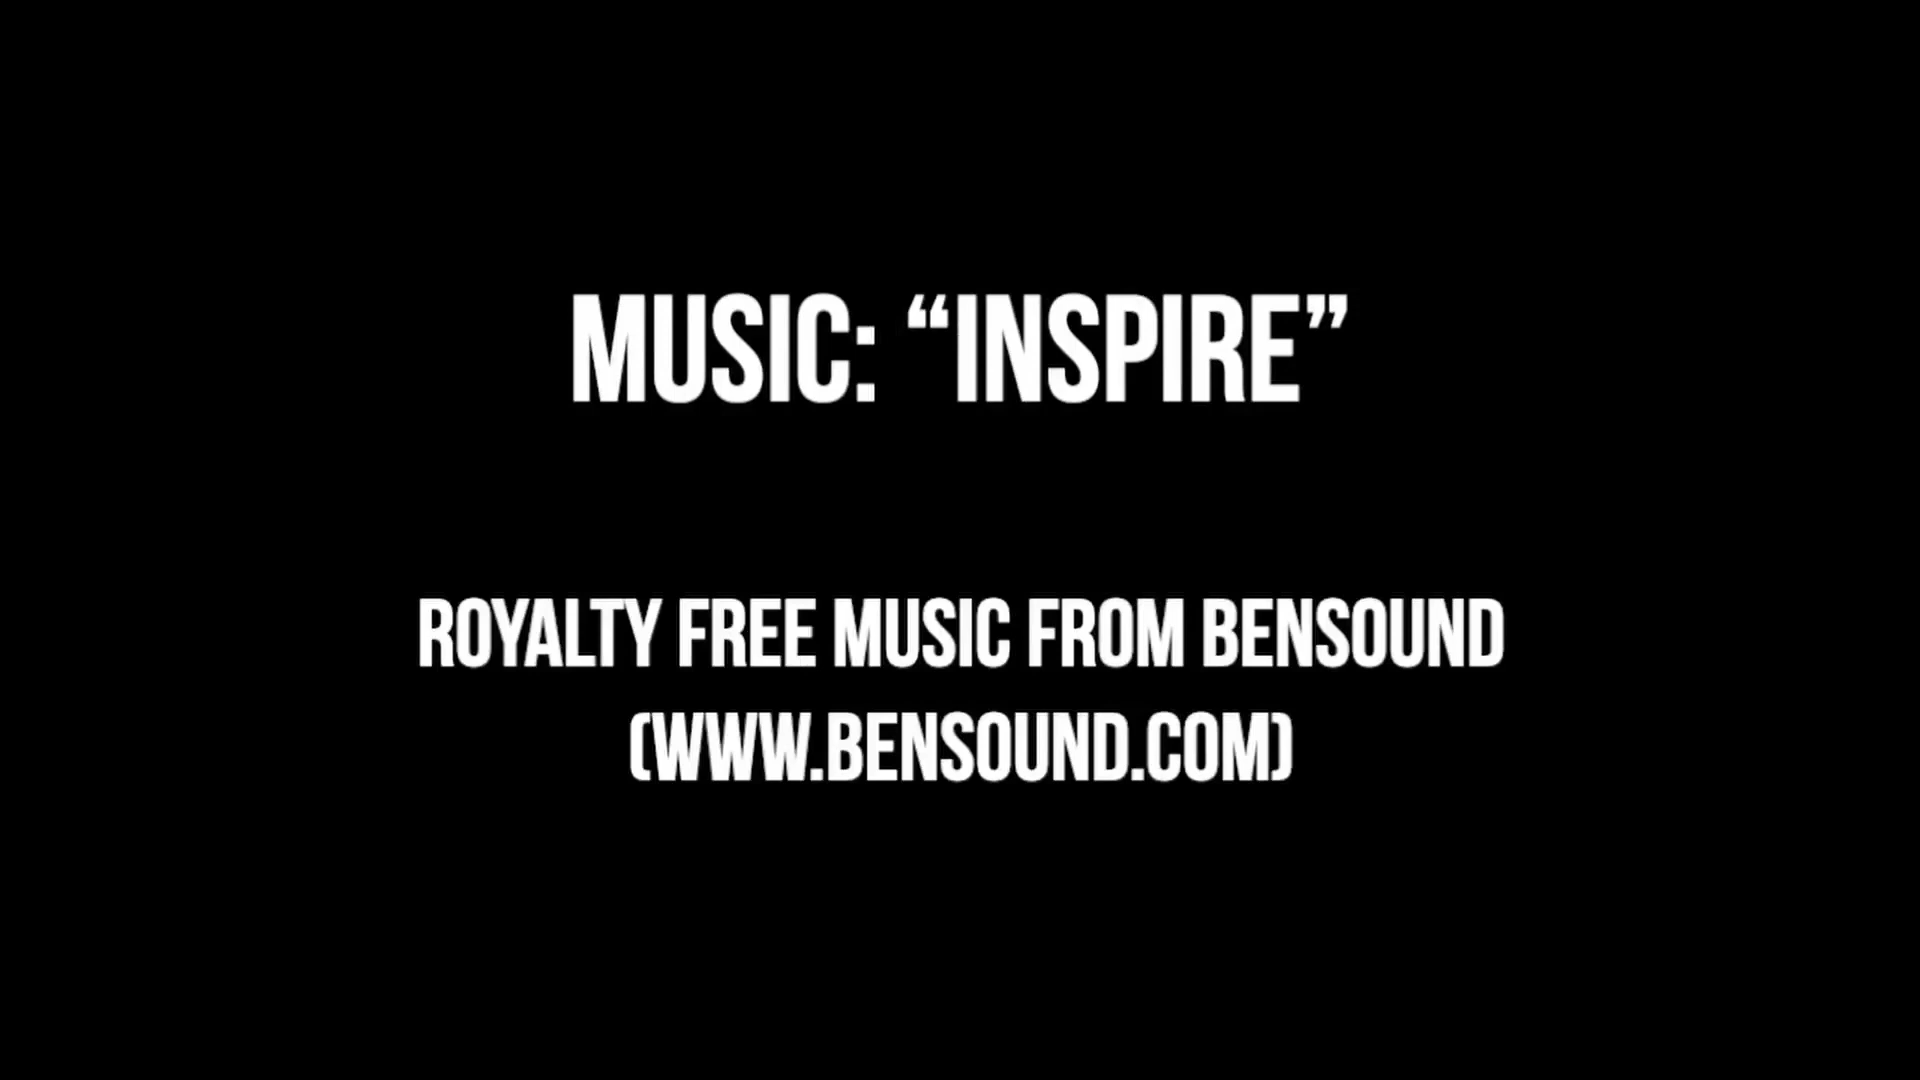 MUSIC: “INSPIRE”
ROYALTY FREE MUSIC FROM BENSOUND
(WWW.BENSOUND.COM)